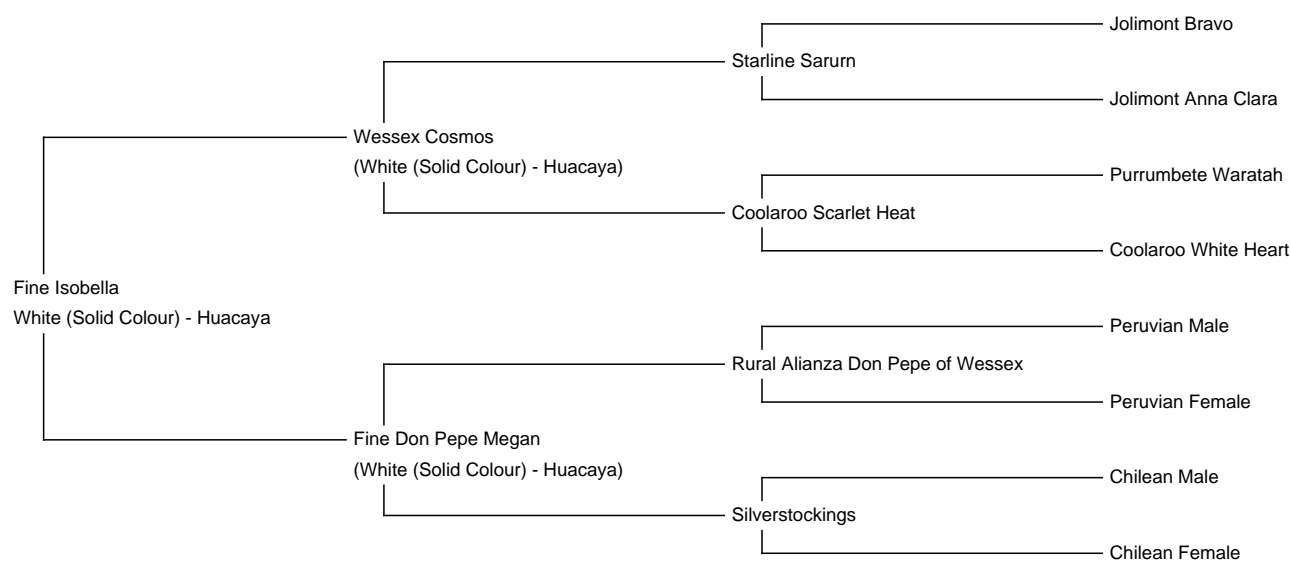 Jolimont Bravo
Starline Sarurn
Jolimont Anna Clara
Wessex Cosmos
(White (Solid Colour) - Huacaya)
Purrumbete Waratah
Coolaroo Scarlet Heat
Coolaroo White Heart
Fine Isobella
White (Solid Colour) - Huacaya
Peruvian Male
Rural Alianza Don Pepe of Wessex
Peruvian Female
Fine Don Pepe Megan
(White (Solid Colour) - Huacaya)
Chilean Male
Silverstockings
Chilean Female